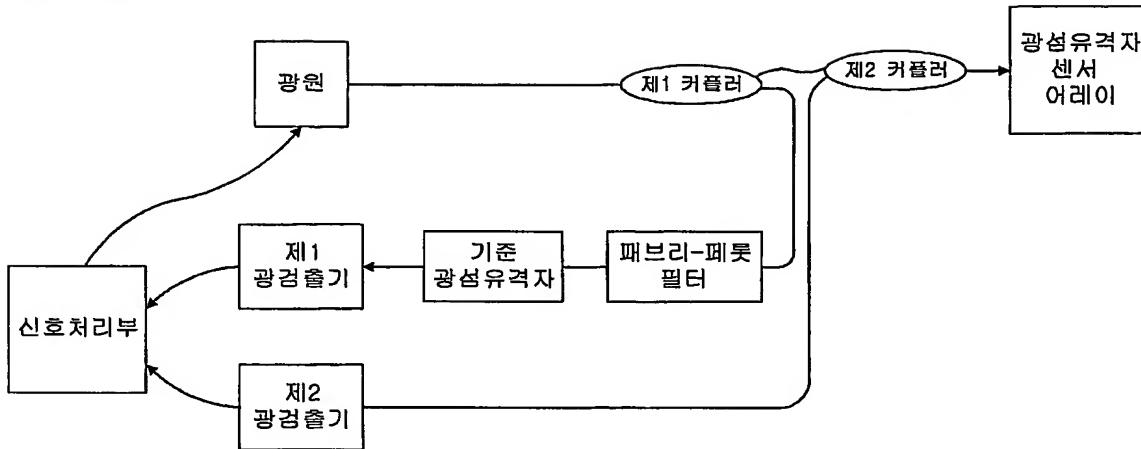 광원
제1 커플러
제2 커플러
광섬유격자
센서
어레이
제1
광검출기
기준
광섬유격자
패브리-페롯
필터
신호처리부
제2
광검출기